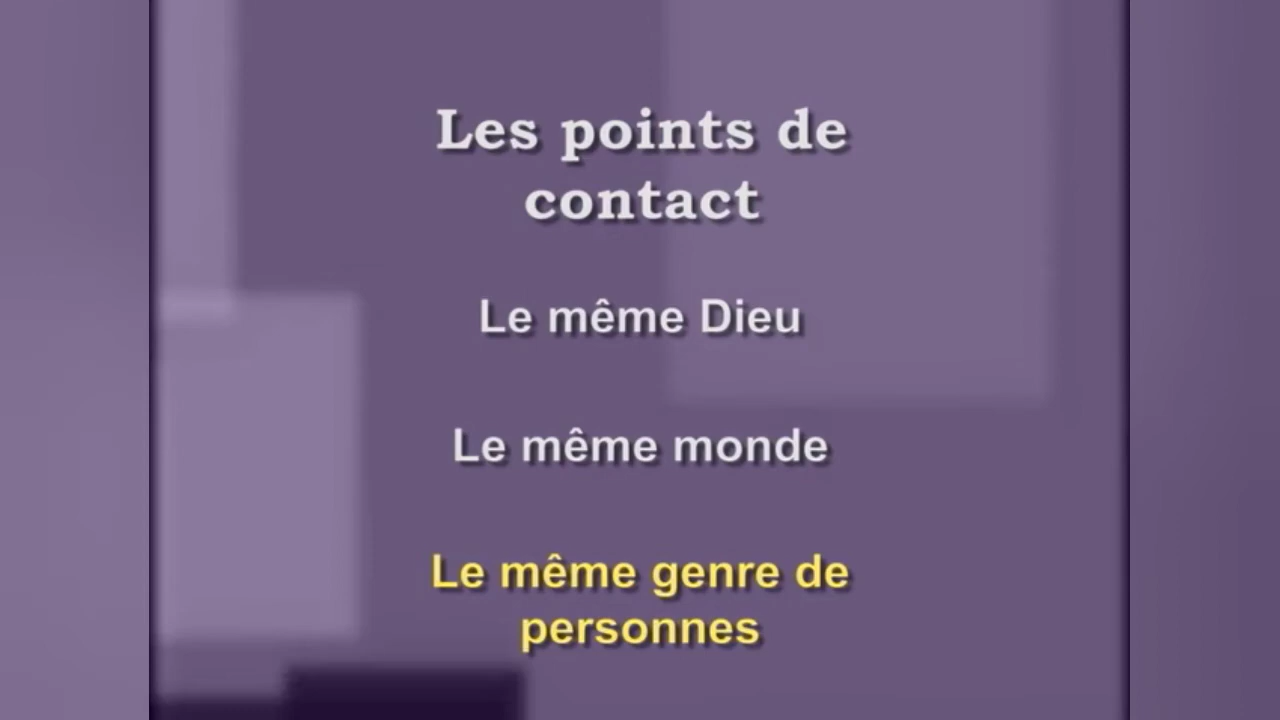 Les points de
contact
Le même Dieu
Le même monde
Le même genre de
personnes